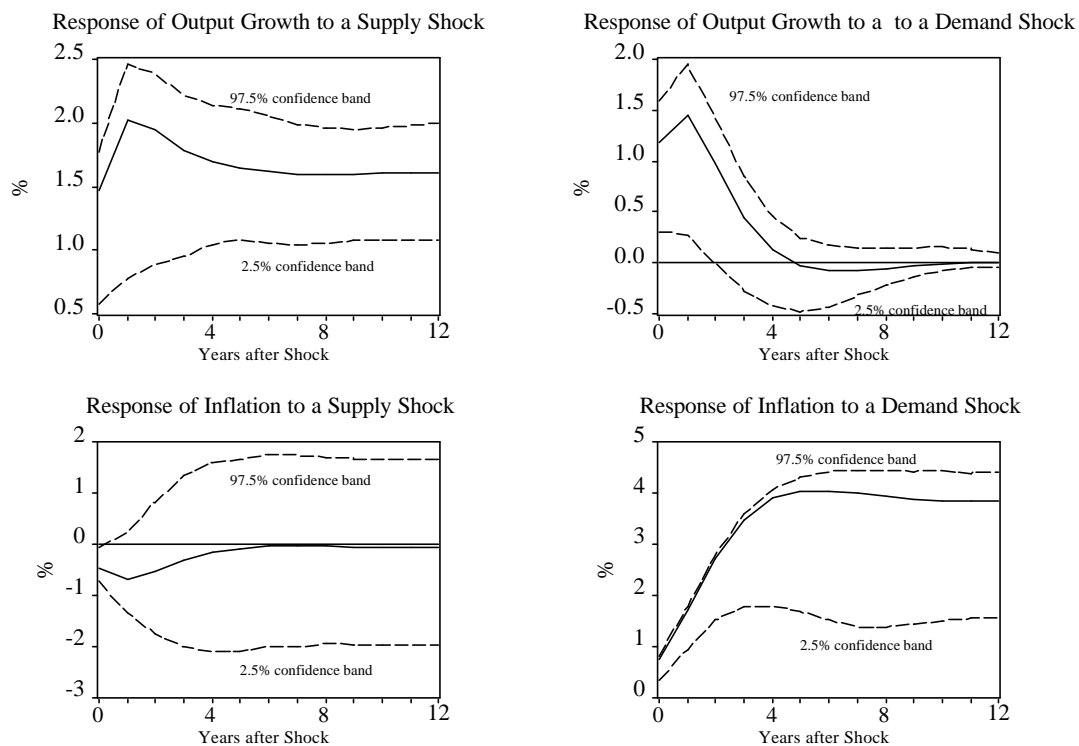 Response of Output Growth to a Supply Shock
2.5
2.0
1.5
1.0
0.5
%
97.5% confidence band
2.5% confidence band
0 4 8 12
Years after Shock
Response of Output Growth to a to a Demand Shock
2.0
1.5
1.0
0.5
0.0
-0.5
%
97.5% confidence band
2.5% confidence band
0 4 8 12
Years after Shock
Response of Inflation to a Supply Shock
2
1
0
-1
-2
-3
%
97.5% confidence band
2.5% confidence band
0 4 8 12
Years after Shock
Response of Inflation to a Demand Shock
5
4
3
2
1
0
%
97.5% confidence band
2.5% confidence band
0 4 8 12
Years after Shock